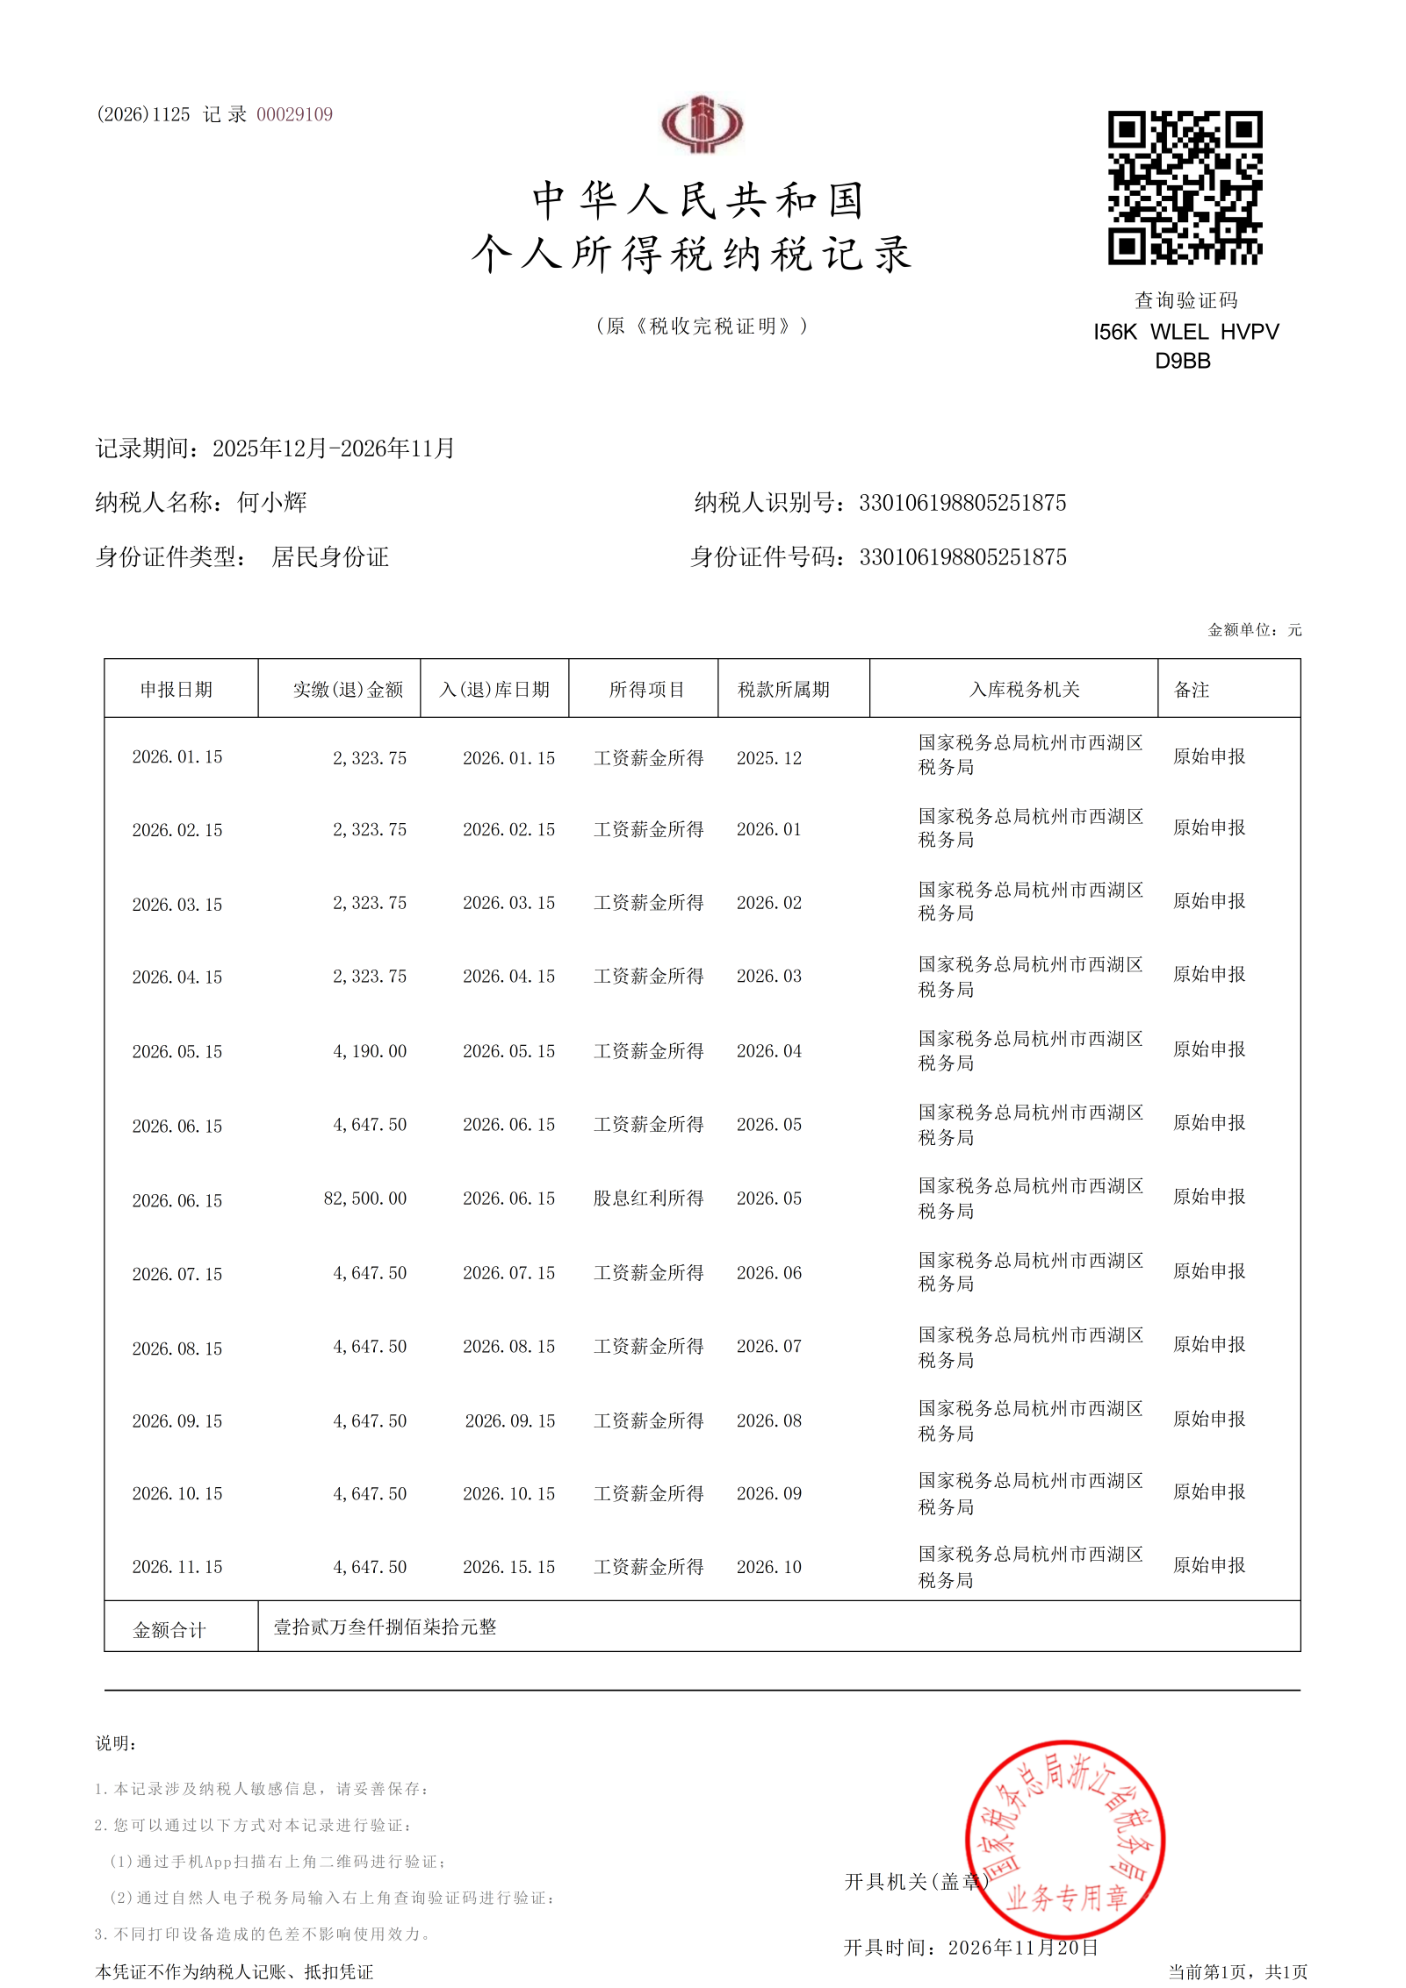 (2026)1125 记 录 00029109
中华人民共和国
个人所得税纳税记录
(原《税收完税证明》)
查询验证码
I56K WLEL HVPV
D9BB
记录期间：2025年12月-2026年11月
纳税人名称：何小辉 纳税人识别号：330106198805251875
身份证件类型： 居民身份证 身份证件号码：330106198805251875
金额单位：元
申报日期 实缴(退)金额 入(退)库日期 所得项目 税款所属期 入库税务机关 备注
2026.01.15 2,323.75 2026.01.15 工资薪金所得 2025.12 国家税务总局杭州市西湖区 原始申报
税务局
2026.02.15 2,323.75 2026.02.15 工资薪金所得 2026.01 国家税务总局杭州市西湖区 原始申报
税务局
2026.03.15 2,323.75 2026.03.15 工资薪金所得 2026.02 国家税务总局杭州市西湖区 原始申报
税务局
2026.04.15 2,323.75 2026.04.15 工资薪金所得 2026.03 国家税务总局杭州市西湖区 原始申报
税务局
2026.05.15 4,190.00 2026.05.15 工资薪金所得 2026.04 国家税务总局杭州市西湖区 原始申报
税务局
2026.06.15 4,647.50 2026.06.15 工资薪金所得 2026.05 国家税务总局杭州市西湖区 原始申报
税务局
2026.06.15 82,500.00 2026.06.15 股息红利所得 2026.05 国家税务总局杭州市西湖区 原始申报
税务局
2026.07.15 4,647.50 2026.07.15 工资薪金所得 2026.06 国家税务总局杭州市西湖区 原始申报
税务局
2026.08.15 4,647.50 2026.08.15 工资薪金所得 2026.07 国家税务总局杭州市西湖区 原始申报
税务局
2026.09.15 4,647.50 2026.09.15 工资薪金所得 2026.08 国家税务总局杭州市西湖区 原始申报
税务局
2026.10.15 4,647.50 2026.10.15 工资薪金所得 2026.09 国家税务总局杭州市西湖区 原始申报
税务局
2026.11.15 4,647.50 2026.15.15 工资薪金所得 2026.10 国家税务总局杭州市西湖区 原始申报
税务局
金额合计 壹拾贰万叁仟捌佰柒拾元整
说明：
1.本记录涉及纳税人敏感信息，请妥善保存；
2.您可以通过以下方式对本记录进行验证：
(1)通过手机App扫描右上角二维码进行验证；
(2)通过自然人电子税务局输入右上角查询验证码进行验证：
3.不同打印设备造成的色差不影响使用效力。
本凭证不作为纳税人记账、抵扣凭证
国家税务总局浙江省税务局
业务专用章
开具机关(盖章)
开具时间：2026年11月20日
当前第1页，共1页